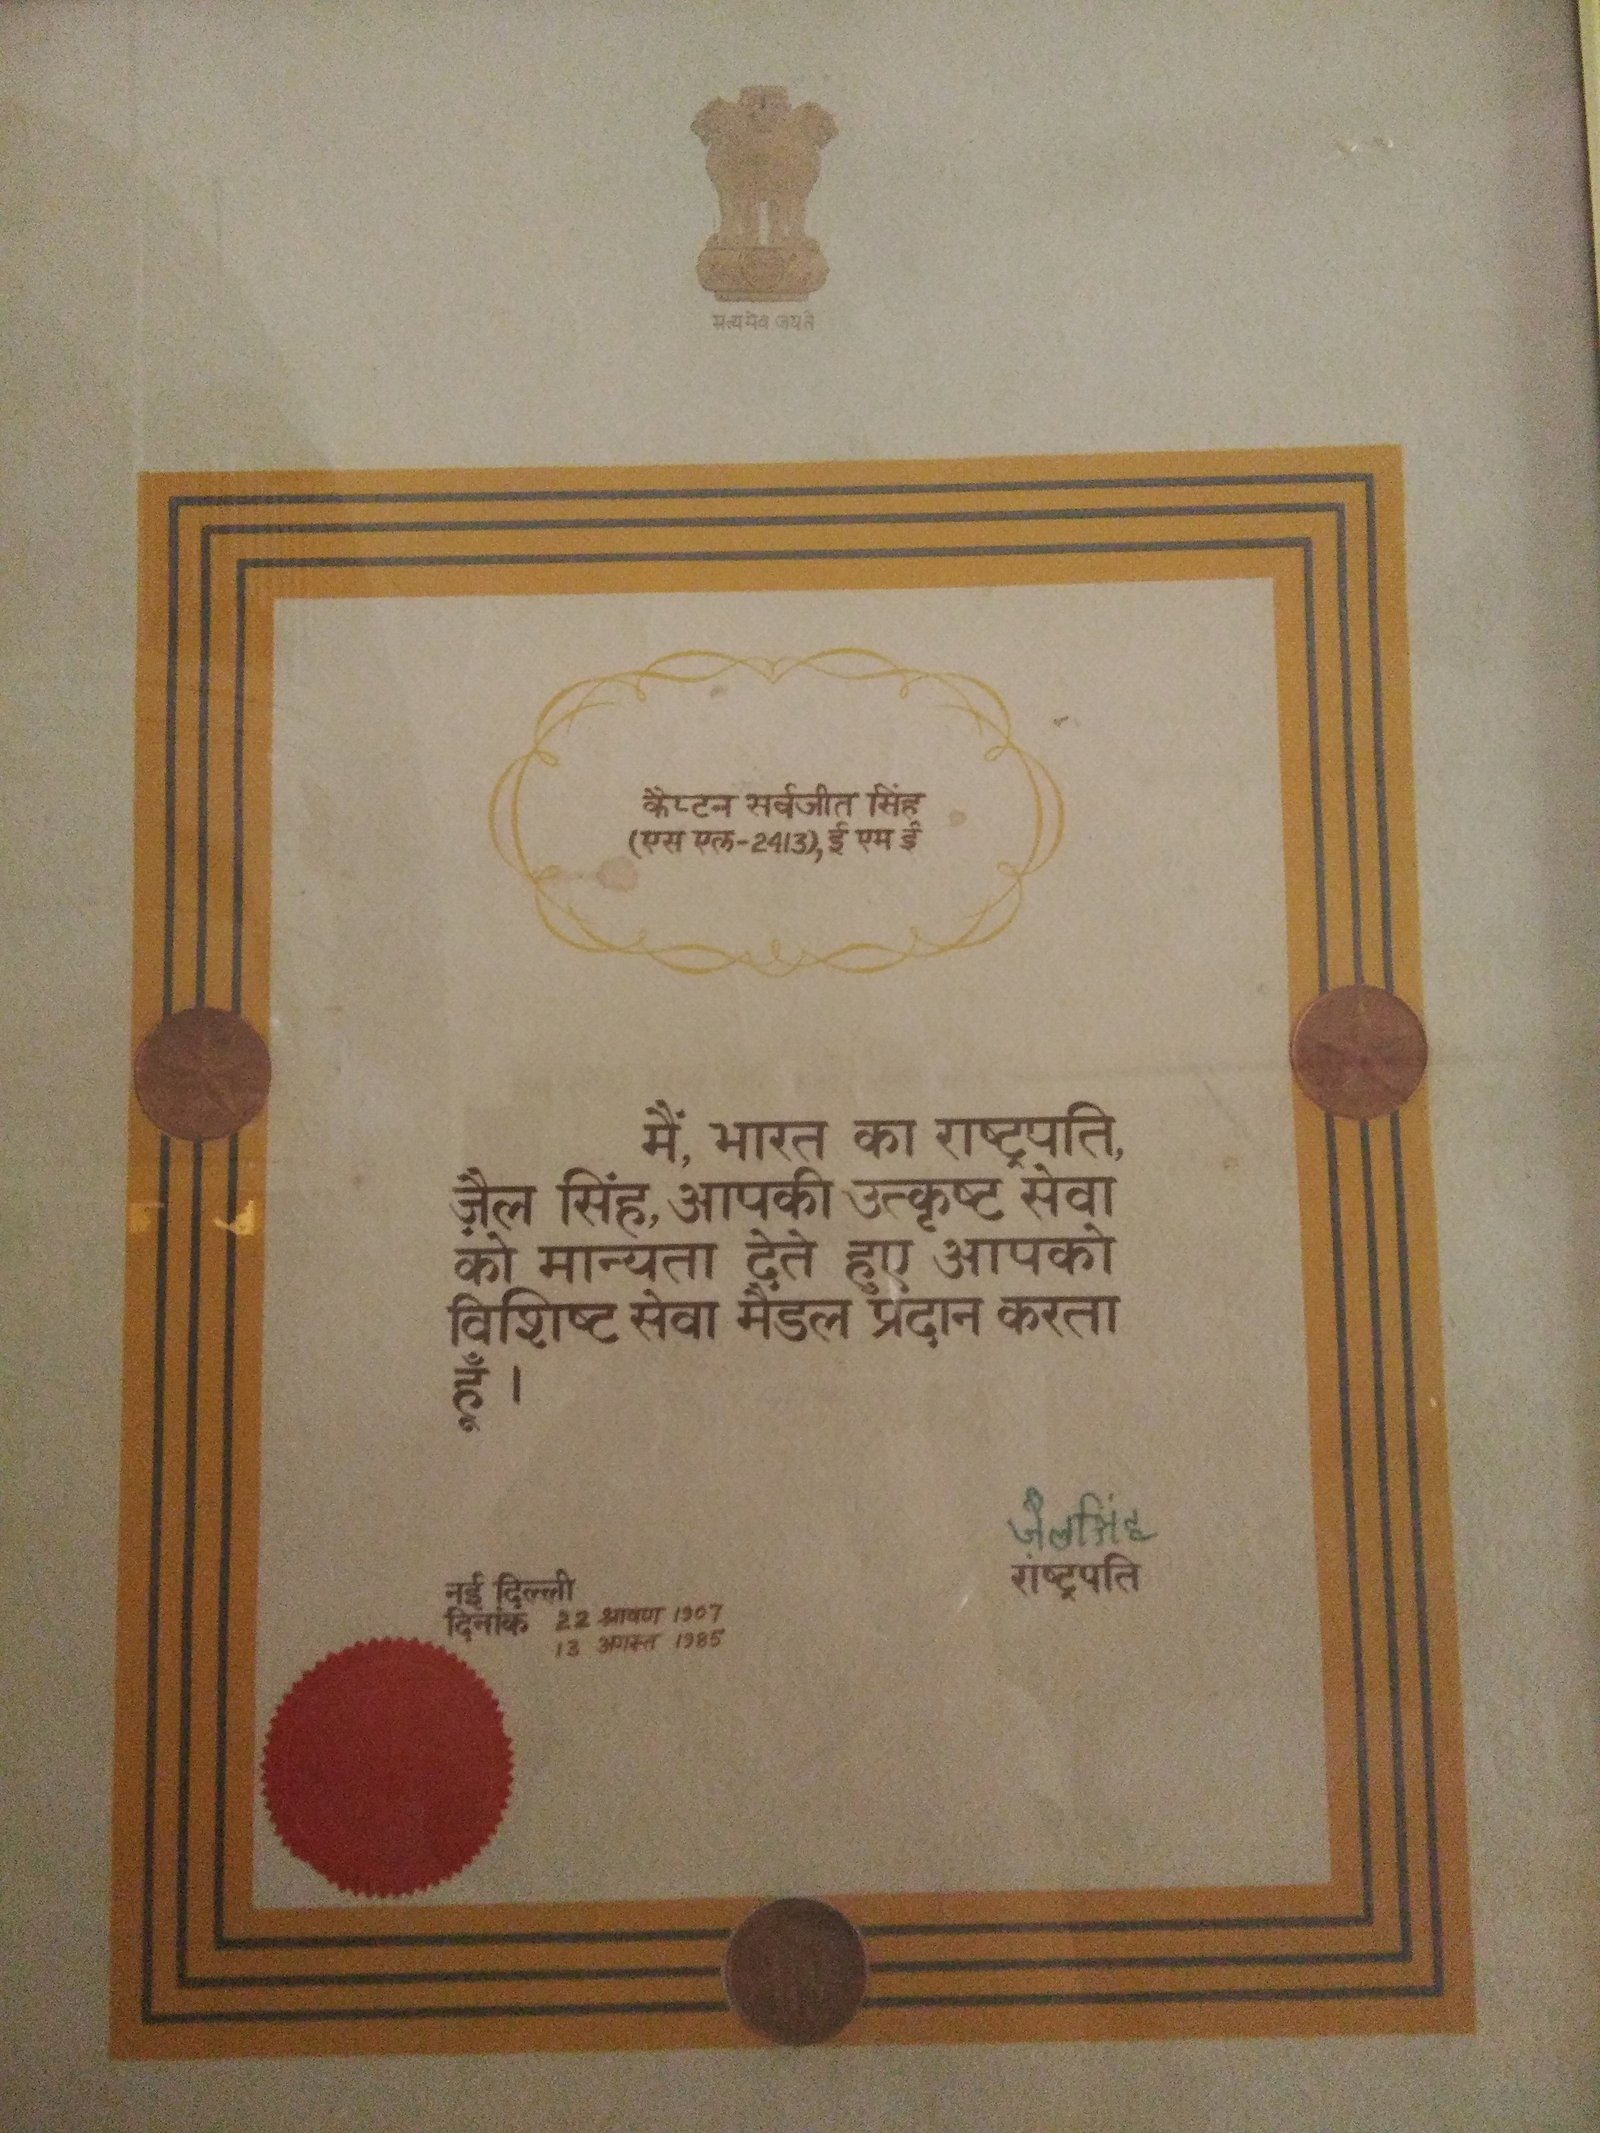 सत्यमेव जयते
कैप्टन सर्वजीत सिंह
(एस एल-2413), ई एम ई
मैं, भारत का राष्ट्रपति,
ज़ैल सिंह, आपकी उत्कृष्ट सेवा
को मान्यता देते हुए आपको
विशिष्ट सेवा मैडल प्रदान करता
हूँ ।
जैलसिंह
राष्ट्रपति
नई दिल्ली
दिनांक 22 श्रावण 1907
13 अगस्त 1985